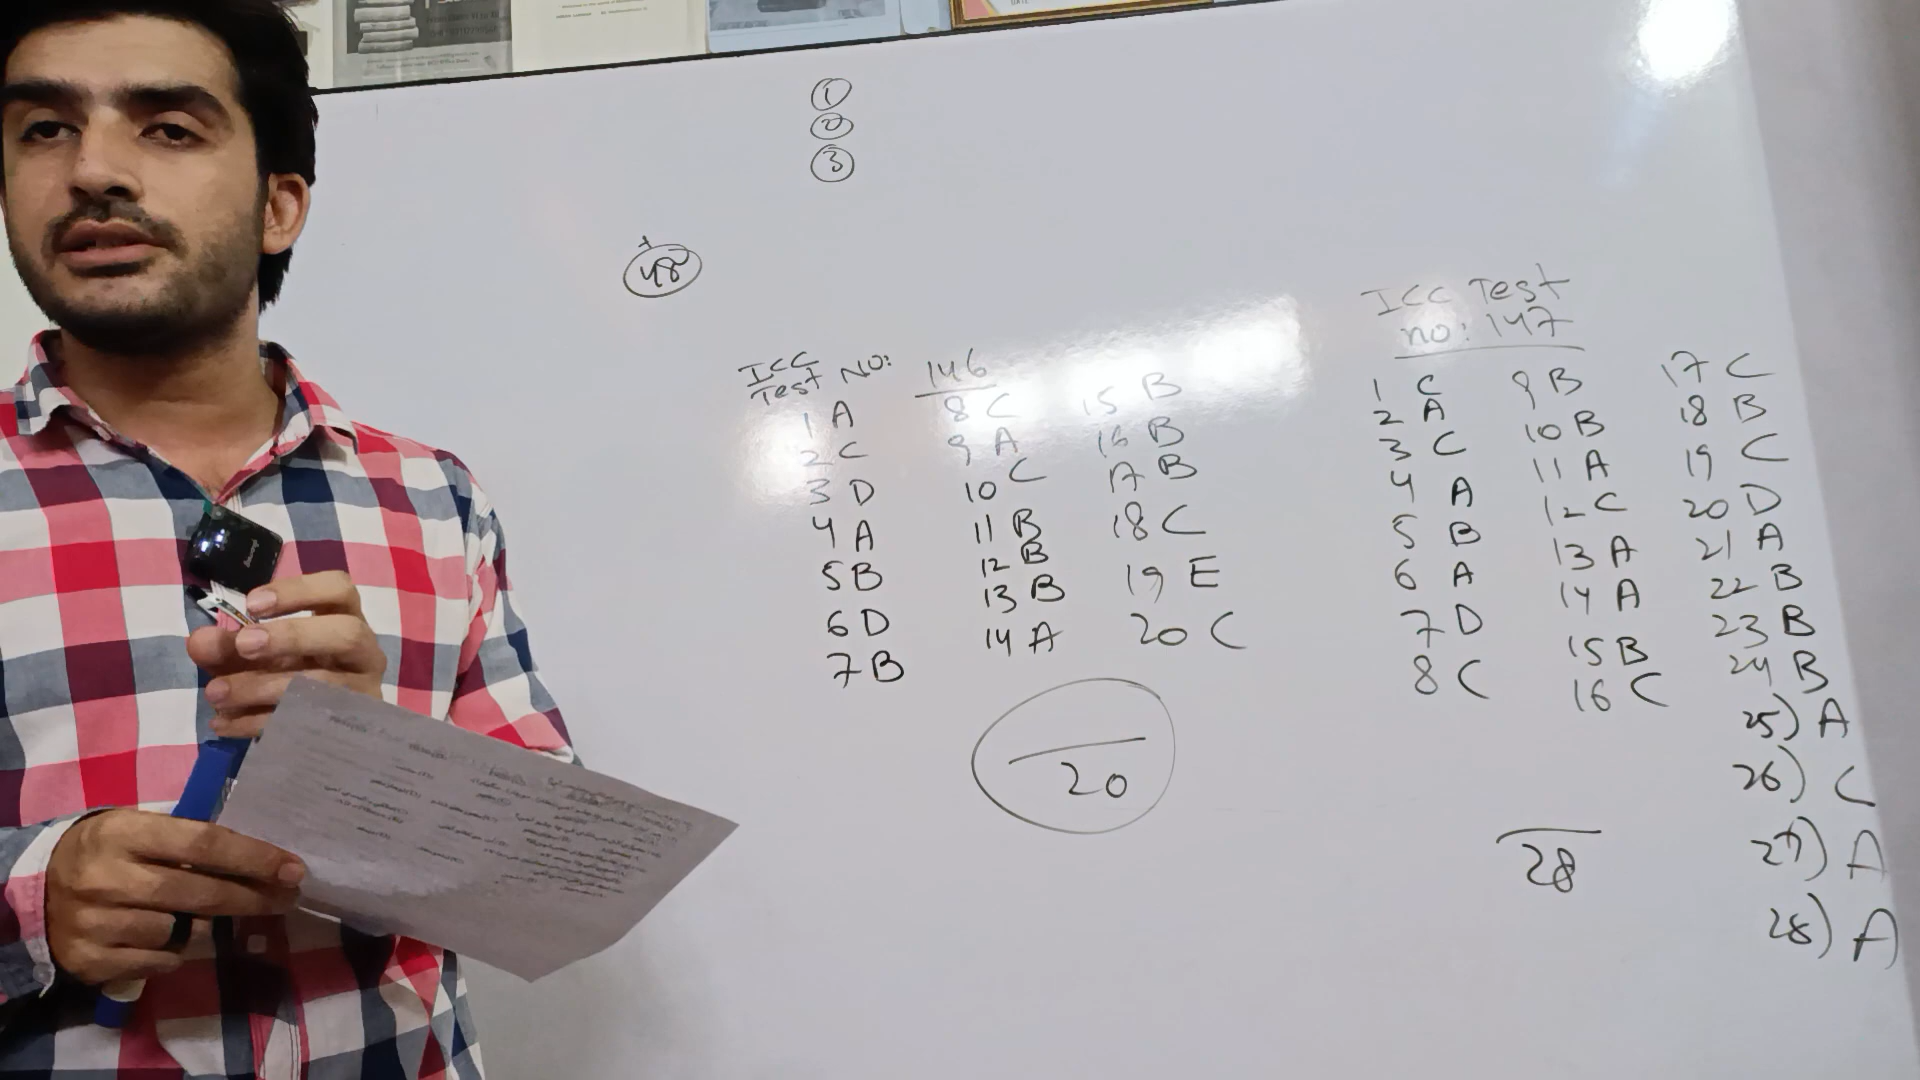 1
2
3
48
ICC
Test NO: 146
1 A
2 C
3 D
4 A
5 B
6 D
7 B
8 C
9 A
10 C
11 B
12 B
13 B
14 A
15 B
16 B
17 B
18 C
19 E
20 C
20
ICC Test
no: 147
1 C
2 A
3 C
4 A
5 B
6 A
7 D
8 C
9 B
10 B
11 A
12 C
13 A
14 A
15 B
16 C
17 C
18 B
19 C
20 D
21 A
22 B
23 B
24 B
25) A
26) C
27) A
28) A
28